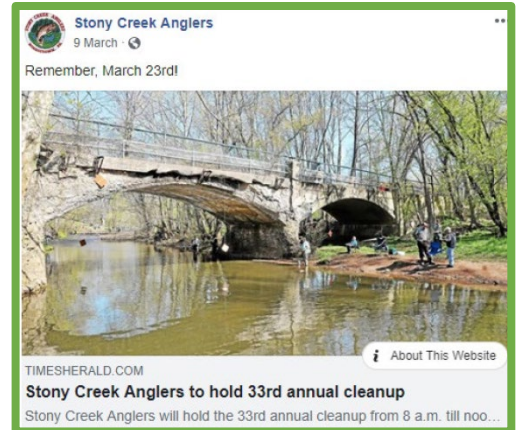 Stony Creek Anglers
9 March ·
Remember, March 23rd!
i About This Website
TIMESHERALD.COM
Stony Creek Anglers to hold 33rd annual cleanup
Stony Creek Anglers will hold the 33rd annual cleanup from 8 a.m. till noo...